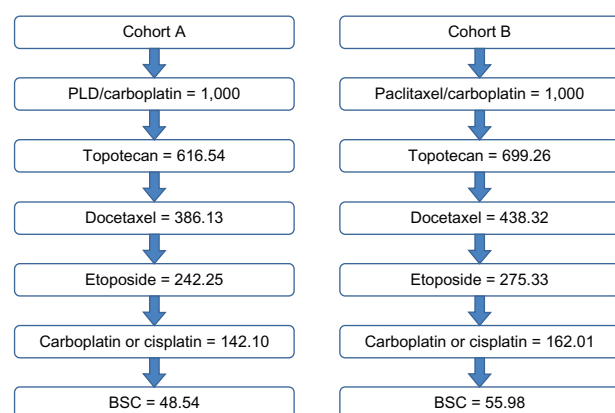 Cohort A
PLD/carboplatin = 1,000
Topotecan = 616.54
Docetaxel = 386.13
Etoposide = 242.25
Carboplatin or cisplatin = 142.10
BSC = 48.54
Cohort B
Paclitaxel/carboplatin = 1,000
Topotecan = 699.26
Docetaxel = 438.32
Etoposide = 275.33
Carboplatin or cisplatin = 162.01
BSC = 55.98